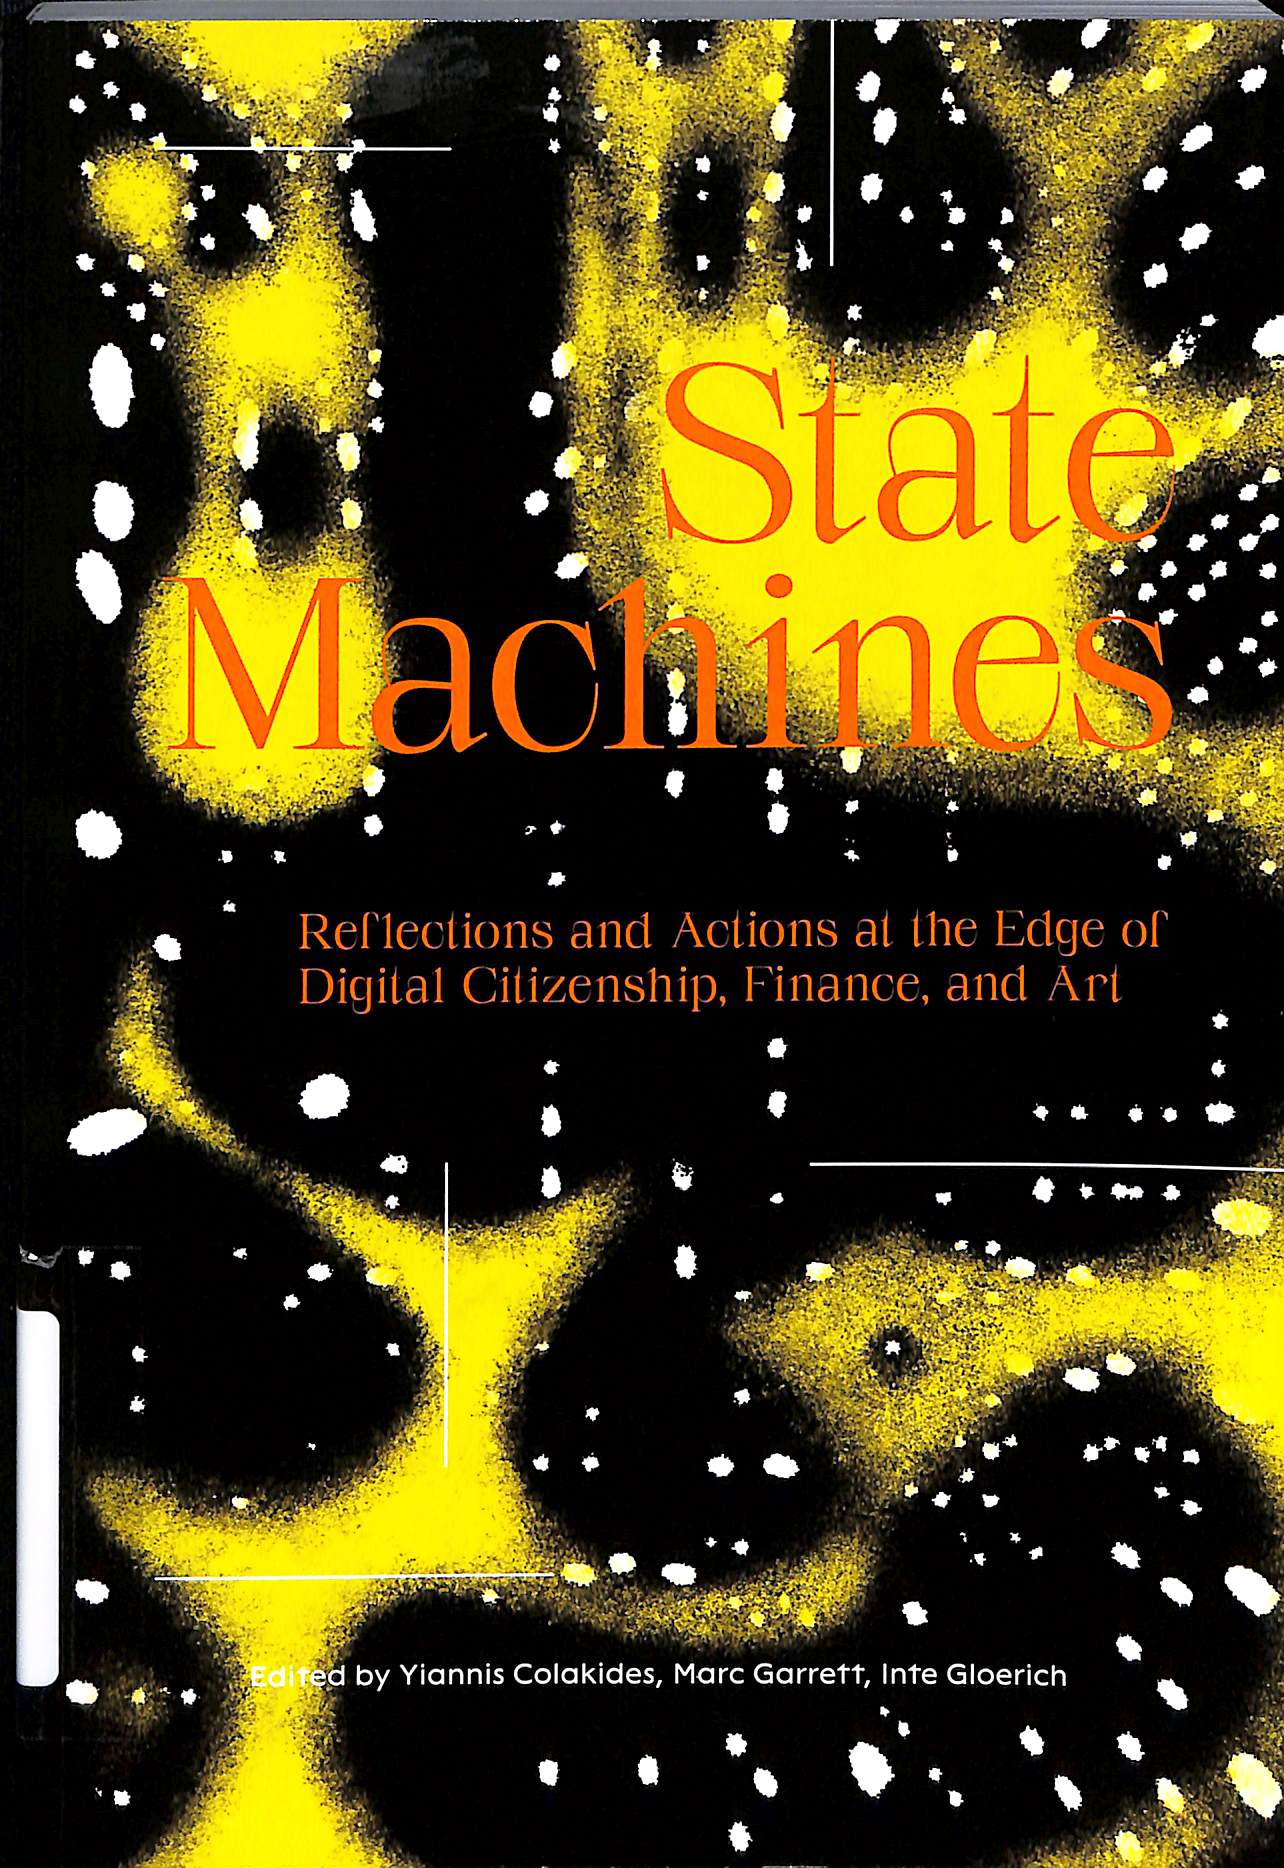 State
Machines
Reflections and Actions at the Edge of
Digital Citizenship, Finance, and Art
Edited by Yiannis Colakides, Marc Garrett, Inte Gloerich